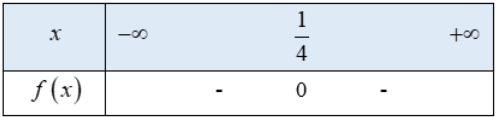 x −∞ 1/4 +∞
f(x) - 0 -